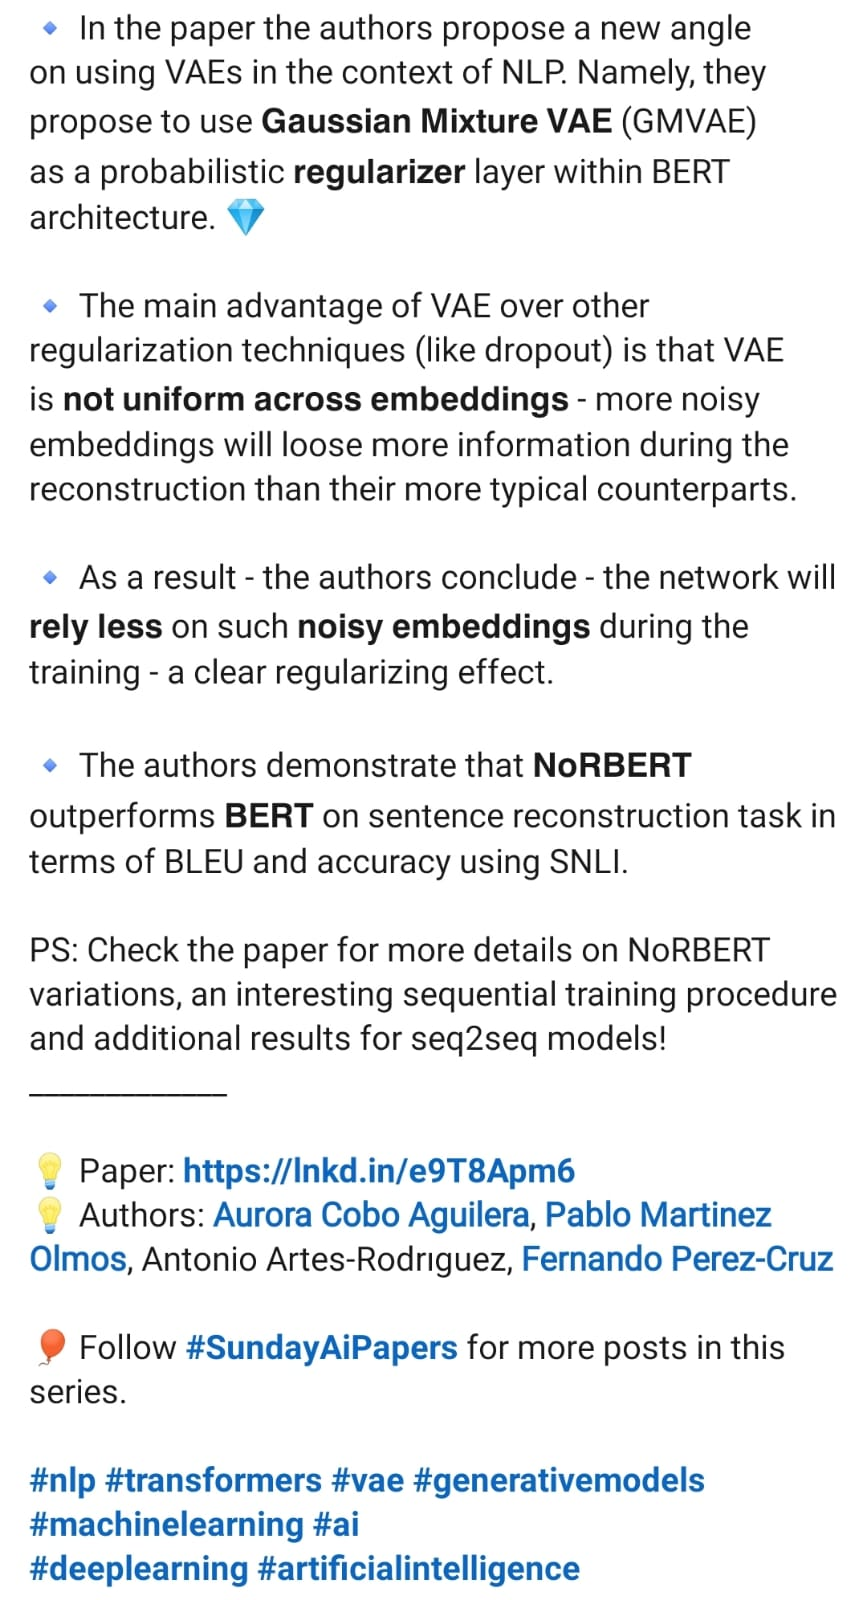 🔹 In the paper the authors propose a new angle
on using VAEs in the context of NLP. Namely, they
propose to use Gaussian Mixture VAE (GMVAE)
as a probabilistic regularizer layer within BERT
architecture. 💎
🔹 The main advantage of VAE over other
regularization techniques (like dropout) is that VAE
is not uniform across embeddings - more noisy
embeddings will loose more information during the
reconstruction than their more typical counterparts.
🔹 As a result - the authors conclude - the network will
rely less on such noisy embeddings during the
training - a clear regularizing effect.
🔹 The authors demonstrate that NoRBERT
outperforms BERT on sentence reconstruction task in
terms of BLEU and accuracy using SNLI.
PS: Check the paper for more details on NoRBERT
variations, an interesting sequential training procedure
and additional results for seq2seq models!
_____________
💡 Paper: https://lnkd.in/e9T8Apm6
💡 Authors: Aurora Cobo Aguilera, Pablo Martinez
Olmos, Antonio Artes-Rodrıguez, Fernando Perez-Cruz
🎈 Follow #SundayAiPapers for more posts in this
series.
#nlp #transformers #vae #generativemodels
#machinelearning #ai
#deeplearning #artificialintelligence